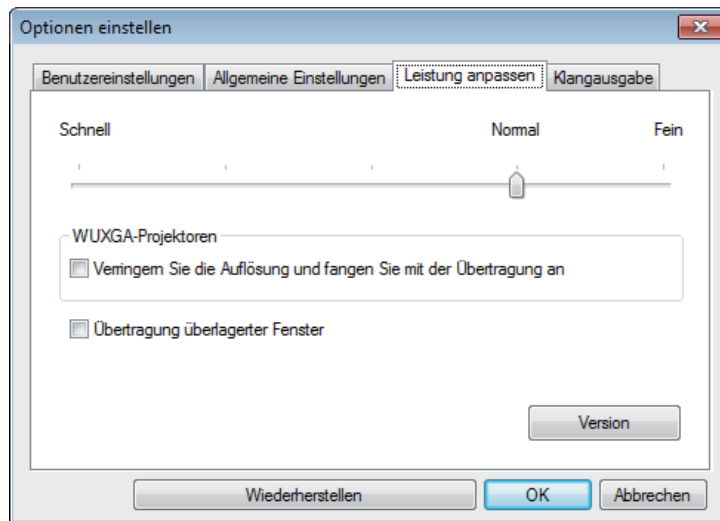 Optionen einstellen
Benutzereinstellungen Allgemeine Einstellungen Leistung anpassen Klangausgabe
Schnell Normal Fein
WUXGA-Projektoren
Verringern Sie die Auflösung und fangen Sie mit der Übertragung an
Übertragung überlagerter Fenster
Version
Wiederherstellen OK Abbrechen